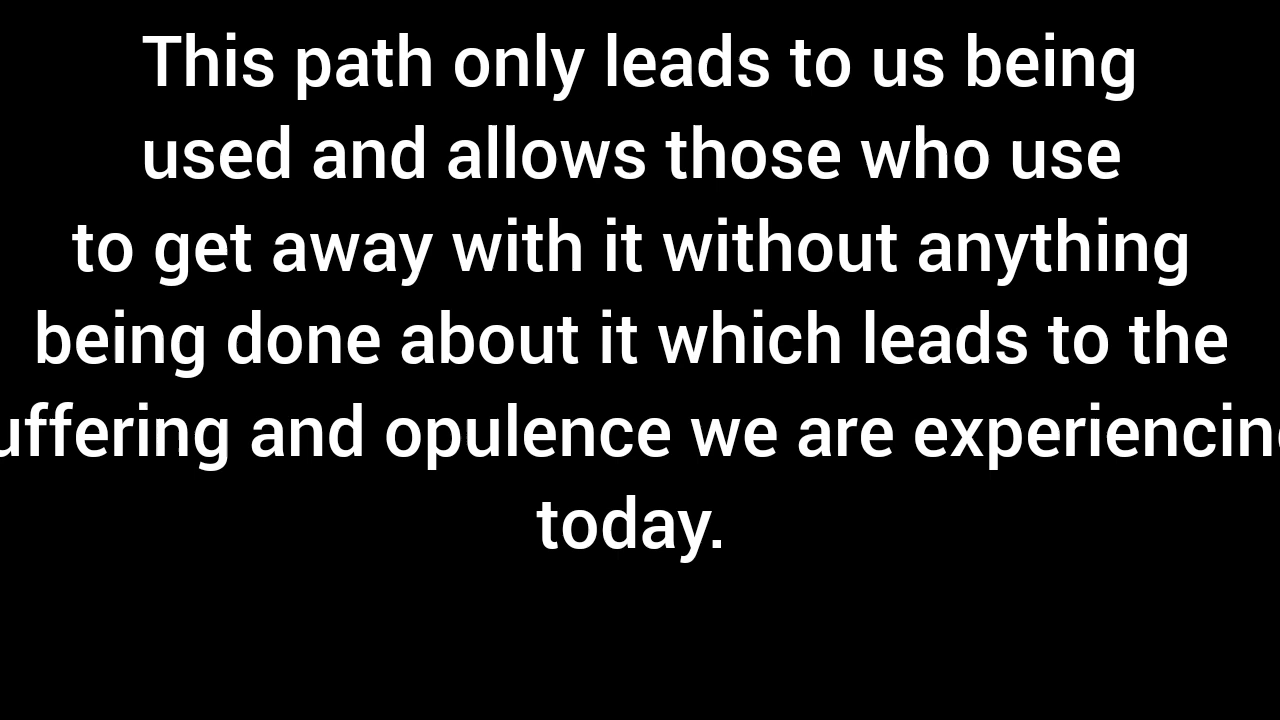 This path only leads to us being
used and allows those who use
to get away with it without anything
being done about it which leads to the
uffering and opulence we are experiencin
today.